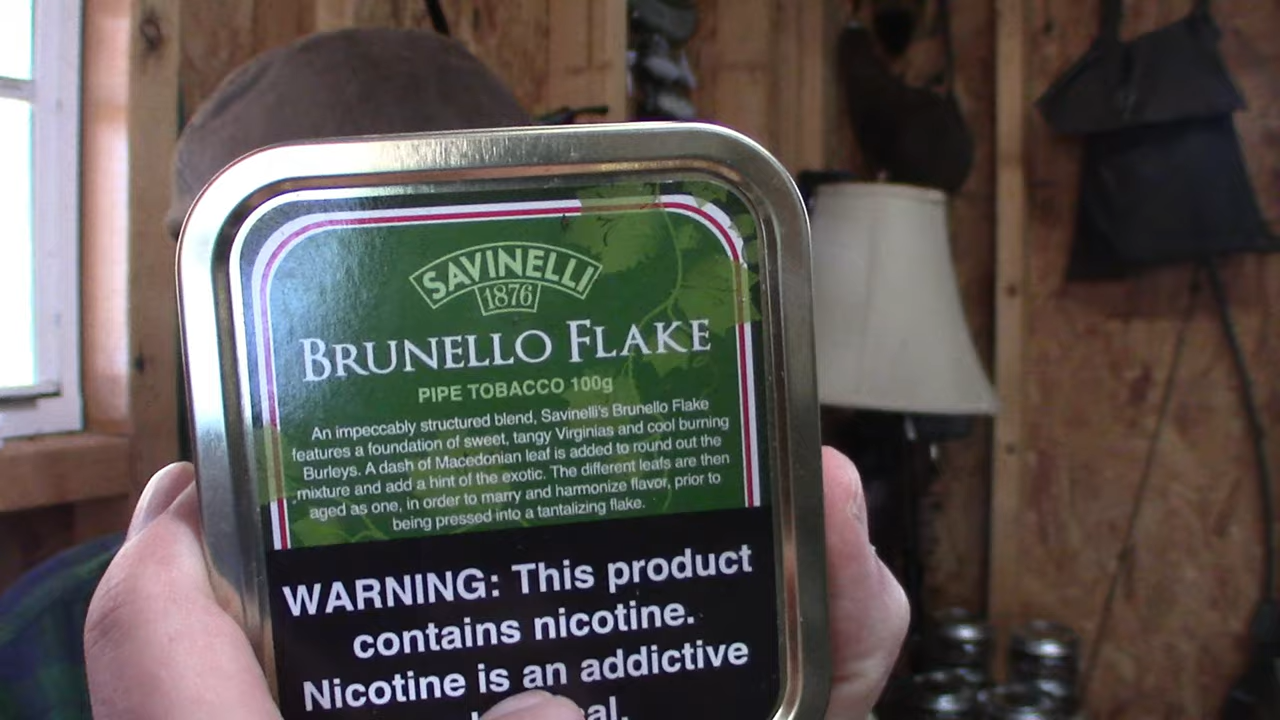 SAVINELLI
1876
BRUNELLO FLAKE
PIPE TOBACCO 100g
An impeccably structured blend, Savinelli's Brunello Flake
features a foundation of sweet, tangy Virginias and cool burning
Burleys. A dash of Macedonian leaf is added to round out the
mixture and add a hint of the exotic. The different leafs are then
aged as one, in order to marry and harmonize flavor, prior to
being pressed into a tantalizing flake.
WARNING: This product
contains nicotine.
Nicotine is an addictive